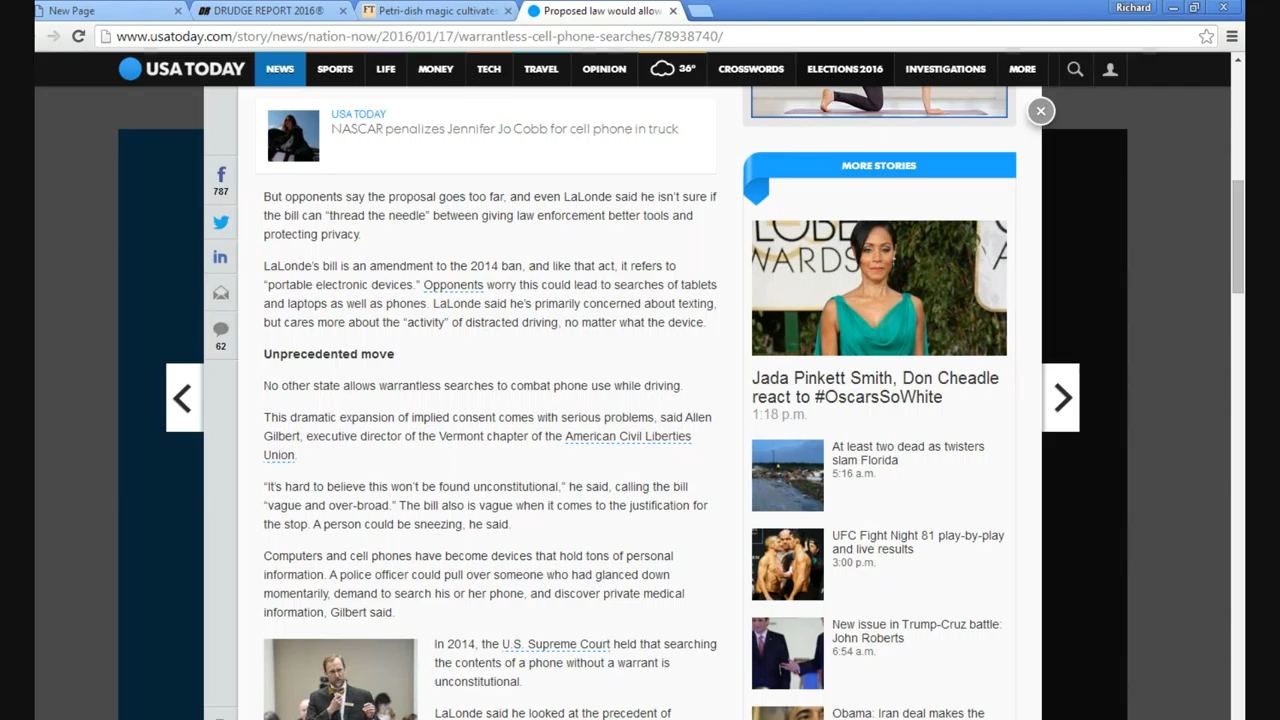 New Page
DRUDGE REPORT 2016®
FT Petri-dish magic cultivate
Proposed law would allow
Richard
www.usatoday.com/story/news/nation-now/2016/01/17/warrantless-cell-phone-searches/78938740/
USA TODAY
NEWS
SPORTS
LIFE
MONEY
TECH
TRAVEL
OPINION
36°
CROSSWORDS
ELECTIONS 2016
INVESTIGATIONS
MORE
USA TODAY
NASCAR penalizes Jennifer Jo Cobb for cell phone in truck
787
62
But opponents say the proposal goes too far, and even LaLonde said he isn’t sure if
the bill can “thread the needle” between giving law enforcement better tools and
protecting privacy.
LaLonde’s bill is an amendment to the 2014 ban, and like that act, it refers to
“portable electronic devices.” Opponents worry this could lead to searches of tablets
and laptops as well as phones. LaLonde said he’s primarily concerned about texting,
but cares more about the “activity” of distracted driving, no matter what the device.
Unprecedented move
No other state allows warrantless searches to combat phone use while driving.
This dramatic expansion of implied consent comes with serious problems, said Allen
Gilbert, executive director of the Vermont chapter of the American Civil Liberties
Union.
“It’s hard to believe this won’t be found unconstitutional,” he said, calling the bill
“vague and over-broad.” The bill also is vague when it comes to the justification for
the stop. A person could be sneezing, he said.
Computers and cell phones have become devices that hold tons of personal
information. A police officer could pull over someone who had glanced down
momentarily, demand to search his or her phone, and discover private medical
information, Gilbert said.
In 2014, the U.S. Supreme Court held that searching
the contents of a phone without a warrant is
unconstitutional.
LaLonde said he looked at the precedent of
MORE STORIES
Jada Pinkett Smith, Don Cheadle
react to #OscarsSoWhite
1:18 p.m.
At least two dead as twisters
slam Florida
5:16 a.m.
UFC Fight Night 81 play-by-play
and live results
3:00 p.m.
New issue in Trump-Cruz battle:
John Roberts
6:54 a.m.
Obama: Iran deal makes the